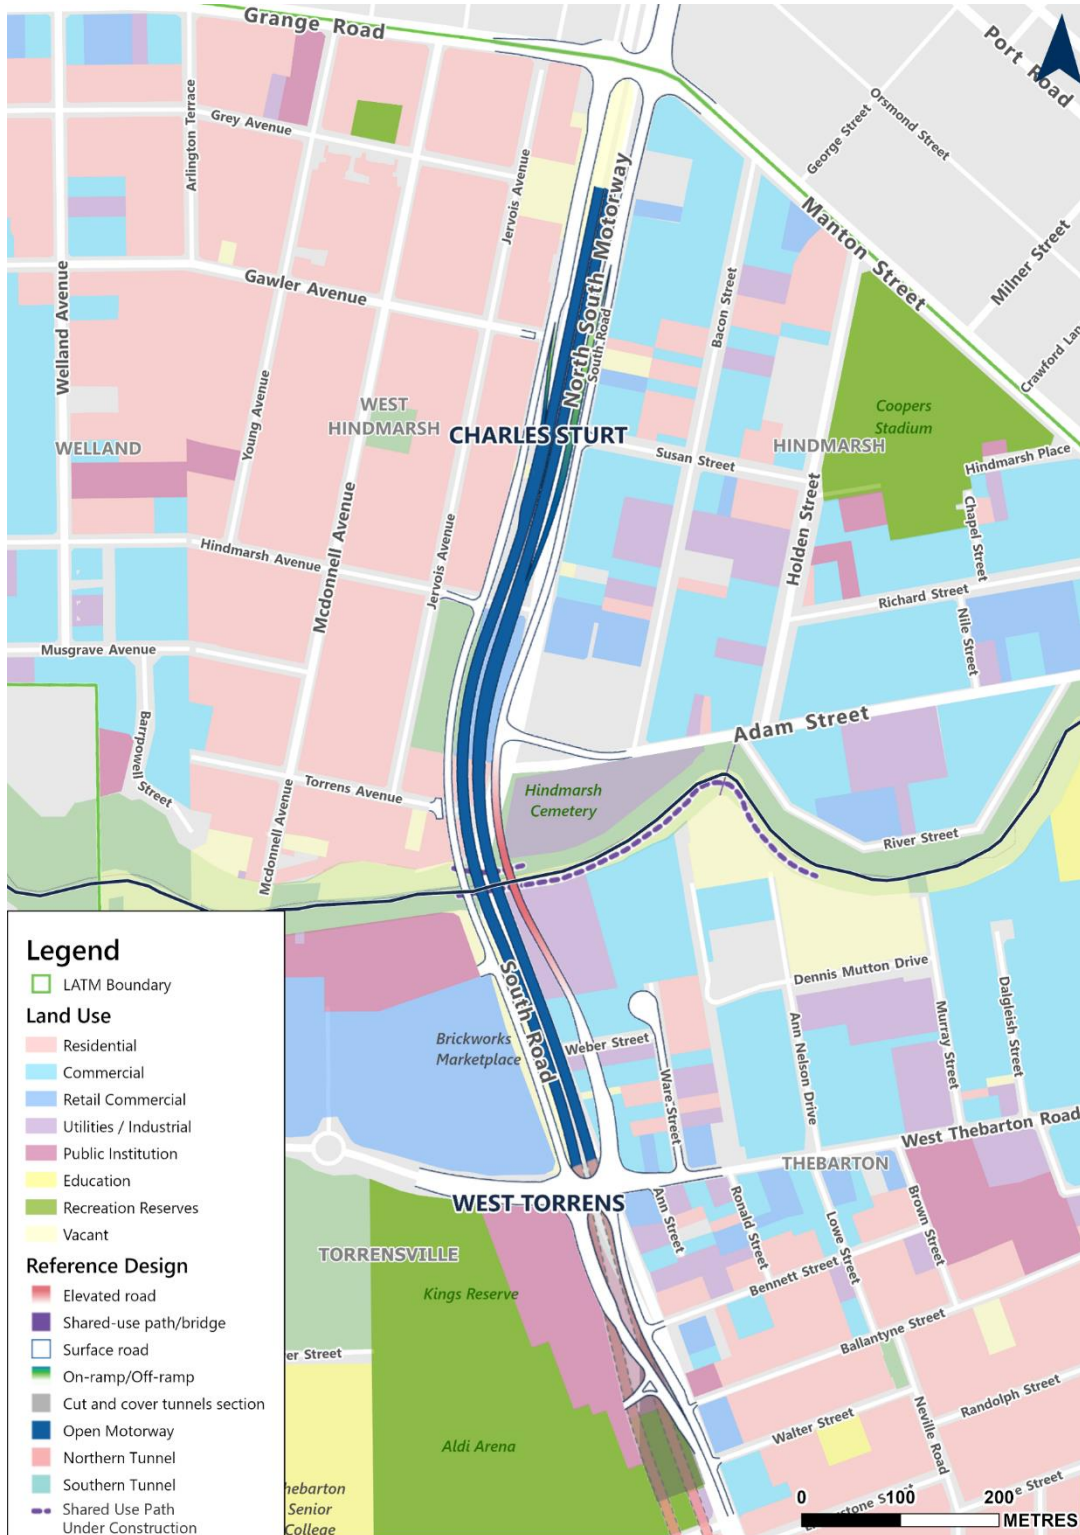 Grange Road
Port Road
Orsmond Street
George Street
Grey Avenue
Arlington Terrace
Jervois Avenue
Manton Street
Milner Street
Crawford Lan
Gawler Avenue
Welland Avenue
North South Motorway
South Road
Bacon Street
Young Avenue
WEST
HINDMARSH
CHARLES STURT
WELLAND
Coopers
Stadium
HINDMARSH
Hindmarsh Place
Susan Street
Holden Street
Chapel Street
Hindmarsh Avenue
Mcdonnell Avenue
Jervois Avenue
Richard Street
Nile Street
Musgrave Avenue
Barrpowell Street
Adam Street
Torrens Avenue
Mcdonnell Avenue
Hindmarsh
Cemetery
River Street
Dennis Mutton Drive
Ann Nelson Drive
Murray Street
Dalgleish Street
South Road
Brickworks
Marketplace
Weber Street
Ware Street
West Thebarton Road
THEBARTON
WEST TORRENS
Ann Street
Ronald Street
Lowe Street
Brown Street
TORRENSVILLE
Kings Reserve
Bennett Street
Ballantyne Street
er Street
Randolph Street
Walter Street
Neville Road
Aldi Arena
hebarton
Senior
College
stone S
e Street
Legend
LATM Boundary
Land Use
Residential
Commercial
Retail Commercial
Utilities / Industrial
Public Institution
Education
Recreation Reserves
Vacant
Reference Design
Elevated road
Shared-use path/bridge
Surface road
On-ramp/Off-ramp
Cut and cover tunnels section
Open Motorway
Northern Tunnel
Southern Tunnel
Shared Use Path
Under Construction
0 100 200
METRES